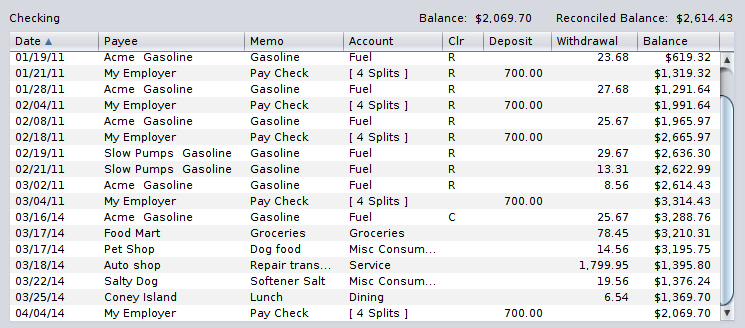 Checking Balance: $2,069.70 Reconciled Balance: $2,614.43
Date Payee Memo Account Clr Deposit Withdrawal Balance
01/19/11 Acme Gasoline Gasoline Fuel R 23.68 $619.32
01/21/11 My Employer Pay Check [ 4 Splits ] R 700.00 $1,319.32
01/28/11 Acme Gasoline Gasoline Fuel R 27.68 $1,291.64
02/04/11 My Employer Pay Check [ 4 Splits ] R 700.00 $1,991.64
02/08/11 Acme Gasoline Gasoline Fuel R 25.67 $1,965.97
02/18/11 My Employer Pay Check [ 4 Splits ] R 700.00 $2,665.97
02/19/11 Slow Pumps Gasoline Gasoline Fuel R 29.67 $2,636.30
02/21/11 Slow Pumps Gasoline Gasoline Fuel R 13.31 $2,622.99
03/02/11 Acme Gasoline Gasoline Fuel R 8.56 $2,614.43
03/04/11 My Employer Pay Check [ 4 Splits ] 700.00 $3,314.43
03/16/14 Acme Gasoline Gasoline Fuel C 25.67 $3,288.76
03/17/14 Food Mart Groceries Groceries 78.45 $3,210.31
03/17/14 Pet Shop Dog food Misc Consum... 14.56 $3,195.75
03/18/14 Auto shop Repair trans... Service 1,799.95 $1,395.80
03/22/14 Salty Dog Softener Salt Misc Consum... 19.56 $1,376.24
03/25/14 Coney Island Lunch Dining 6.54 $1,369.70
04/04/14 My Employer Pay Check [ 4 Splits ] 700.00 $2,069.70